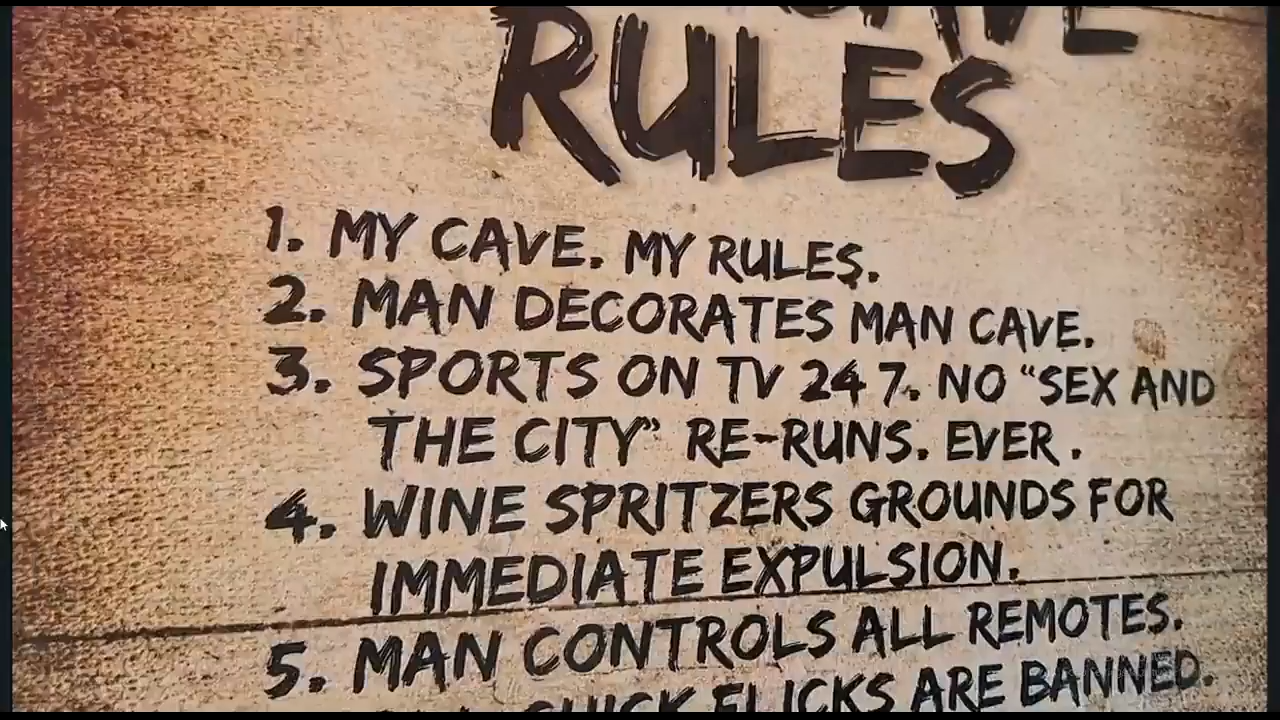 CAVE
RULES
1. MY CAVE. MY RULES.
2. MAN DECORATES MAN CAVE.
3. SPORTS ON TV 24 7. NO “SEX AND
THE CITY” RE-RUNS. EVER.
4. WINE SPRITZERS GROUNDS FOR
IMMEDIATE EXPULSION.
5. MAN CONTROLS ALL REMOTES.
CHICK FLICKS ARE BANNED.